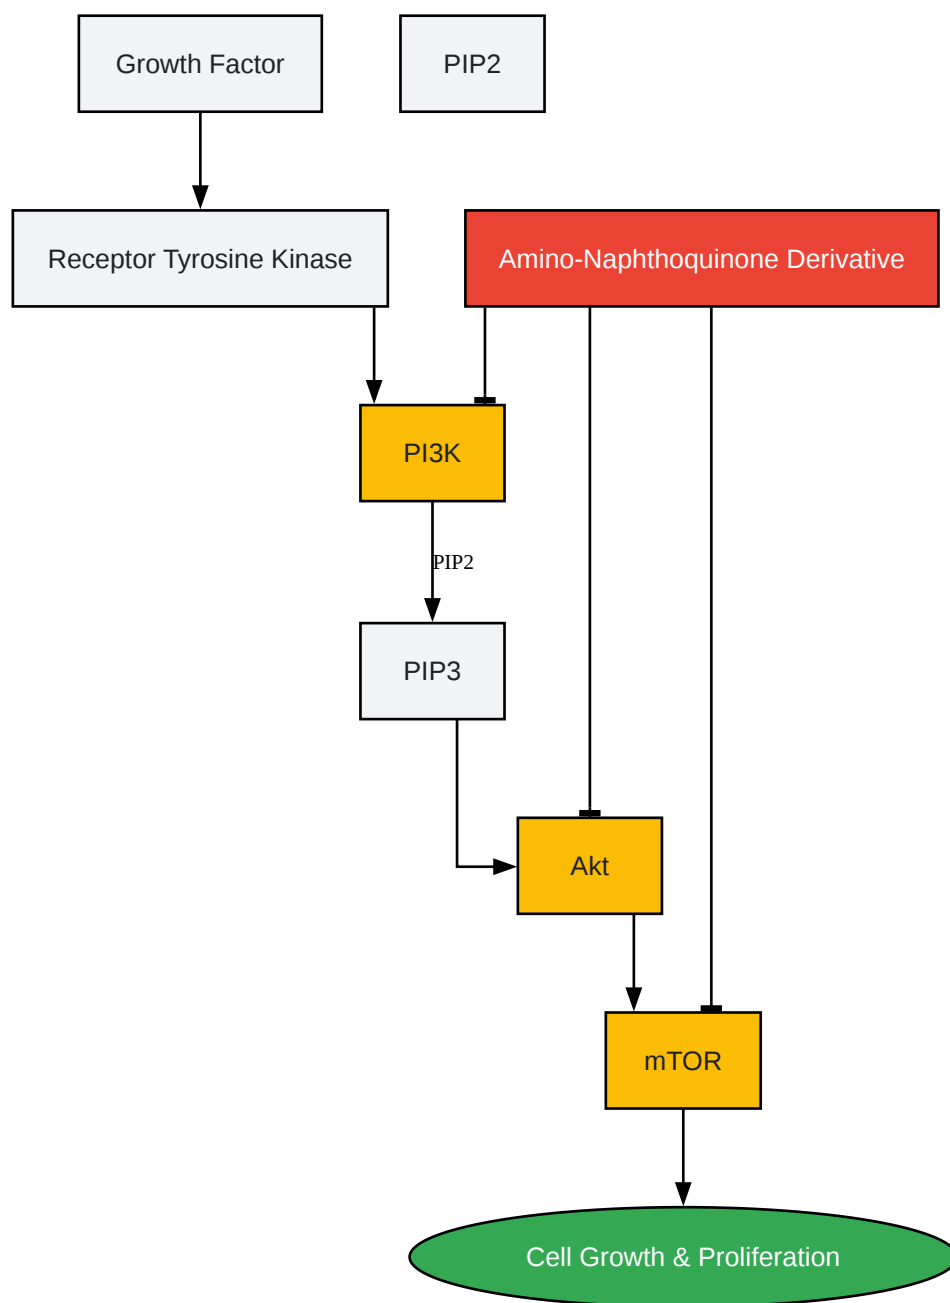 Growth Factor
PIP2
Receptor Tyrosine Kinase
Amino-Naphthoquinone Derivative
PI3K
PIP2
PIP3
Akt
mTOR
Cell Growth & Proliferation